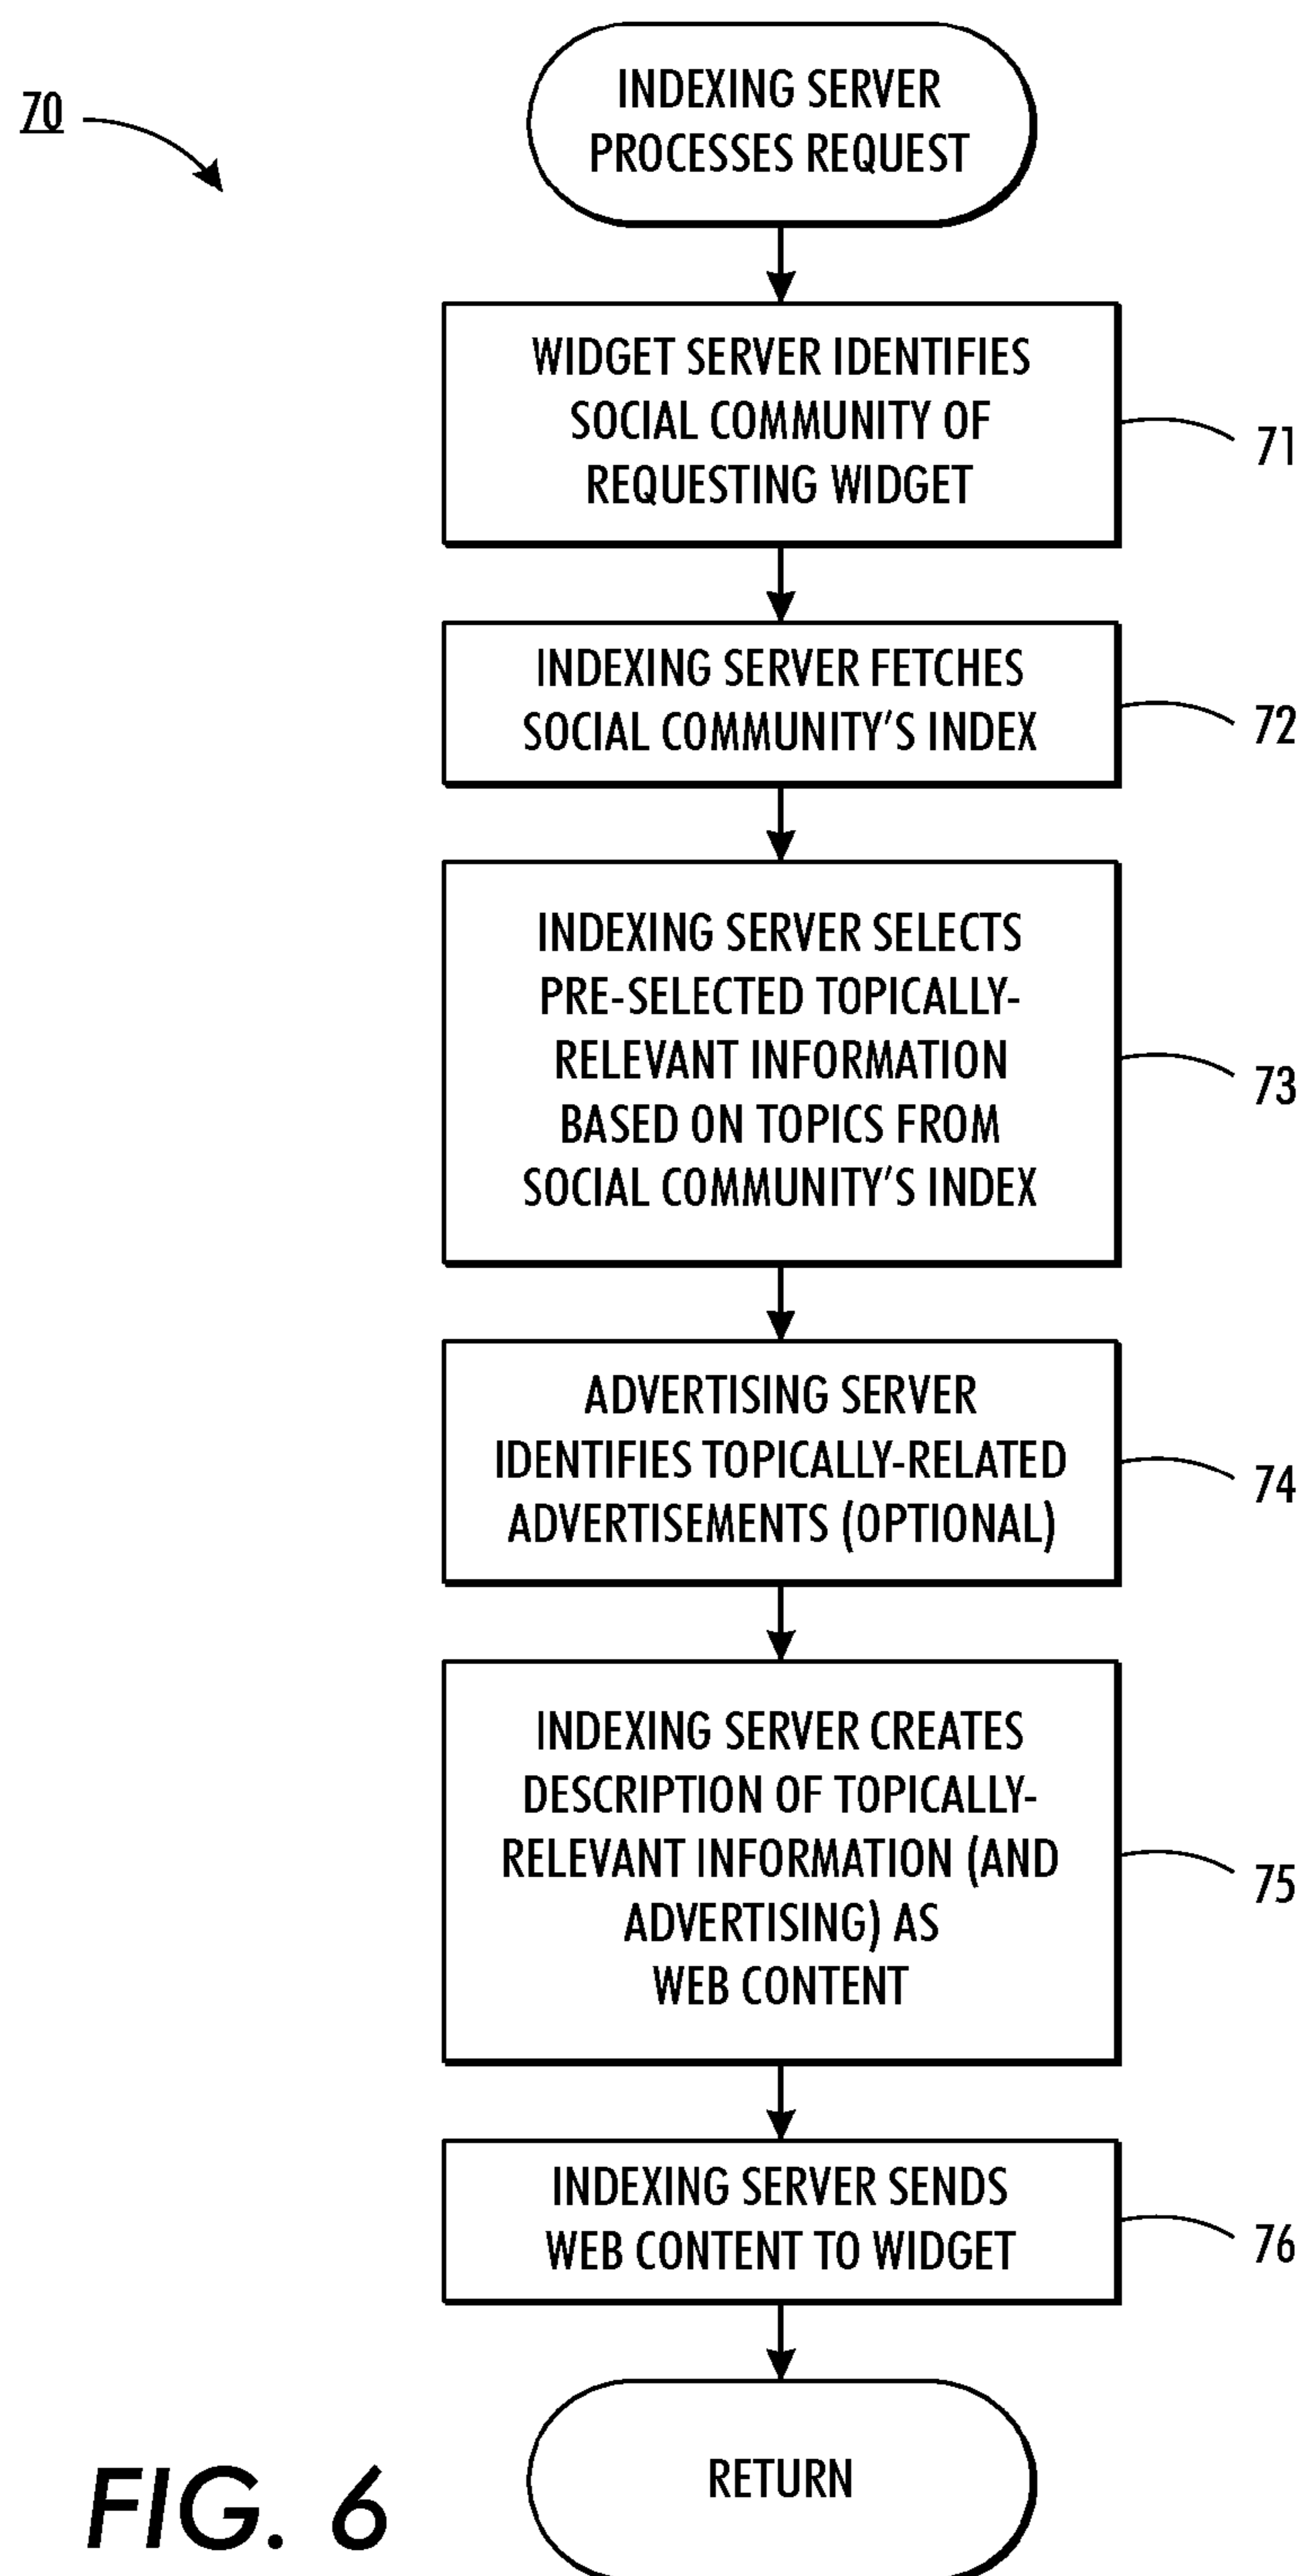 70
INDEXING SERVER
PROCESSES REQUEST
WIDGET SERVER IDENTIFIES
SOCIAL COMMUNITY OF
REQUESTING WIDGET
71
INDEXING SERVER FETCHES
SOCIAL COMMUNITY'S INDEX
72
INDEXING SERVER SELECTS
PRE-SELECTED TOPICALLY-
RELEVANT INFORMATION
BASED ON TOPICS FROM
SOCIAL COMMUNITY'S INDEX
73
ADVERTISING SERVER
IDENTIFIES TOPICALLY-RELATED
ADVERTISEMENTS (OPTIONAL)
74
INDEXING SERVER CREATES
DESCRIPTION OF TOPICALLY-
RELEVANT INFORMATION (AND
ADVERTISING) AS
WEB CONTENT
75
INDEXING SERVER SENDS
WEB CONTENT TO WIDGET
76
RETURN
FIG. 6